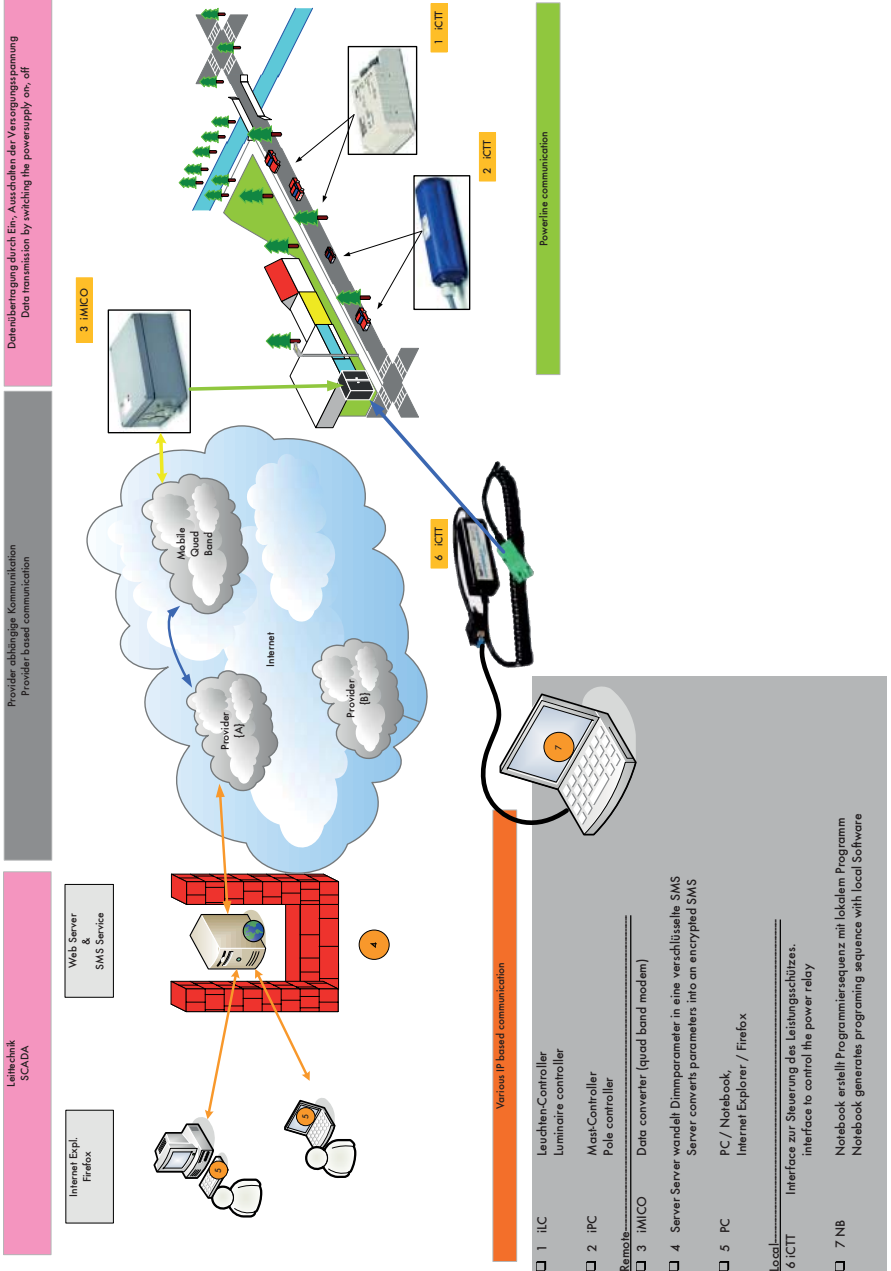 Leittechnik
SCADA
Provider abhängige Kommunikation
Provider based communication
Datenübertragung durch Ein-, Ausschalten der Versorgungsspannung
Data transmission by switching the powersupply on-, off
Internet Expl.
Firefox
Web Server
&
SMS Service
5
5
4
Provider
(A)
Provider
(B)
Internet
Mobile
Quad
Band
3 iMICO
1 iCTT
2 iCTT
6 iCTT
7
Various IP based communication
Powerline communication
1 iLC Leuchten-Controller
Luminaire controller
2 iPC Mast-Controller
Pole controller
Remote
3 iMICO Data converter (quad band modem)
4 Server Server wandelt Dimmparameter in eine verschlüsselte SMS
Server converts parameters into an encrypted SMS
5 PC PC / Notebook,
Internet Explorer / Firefox
Local
6 iCTT Interface zur Steuerung des Leistungsschützes.
interface to control the power relay
7 NB Notebook erstellt Programmiersequenz mit lokalem Programm
Notebook generates programing sequence with local Software